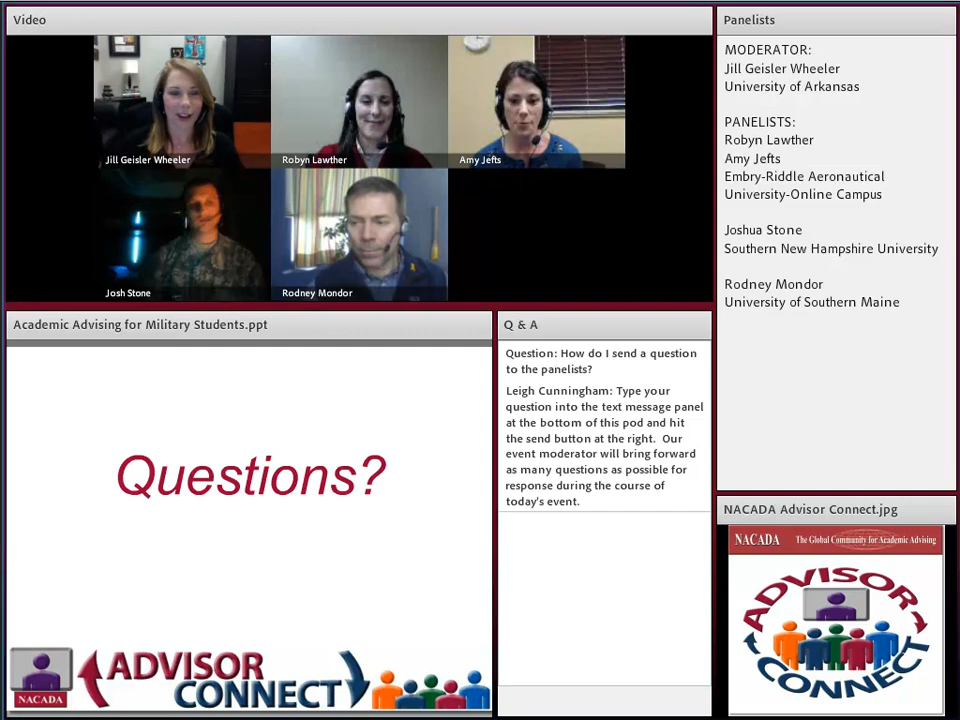 Video
Jill Geisler Wheeler
Robyn Lawther
Amy Jefts
Josh Stone
Rodney Mondor
Academic Advising for Military Students.ppt
Questions?
NACADA
ADVISOR
CONNECT
Q & A
Question: How do I send a question
to the panelists?
Leigh Cunningham: Type your
question into the text message panel
at the bottom of this pod and hit
the send button at the right.  Our
event moderator will bring forward
as many questions as possible for
response during the course of
today's event.
Panelists
MODERATOR:
Jill Geisler Wheeler
University of Arkansas
PANELISTS:
Robyn Lawther
Amy Jefts
Embry-Riddle Aeronautical
University-Online Campus
Joshua Stone
Southern New Hampshire University
Rodney Mondor
University of Southern Maine
NACADA Advisor Connect.jpg
NACADA The Global Community for Academic Advising
ADVISOR
CONNECT